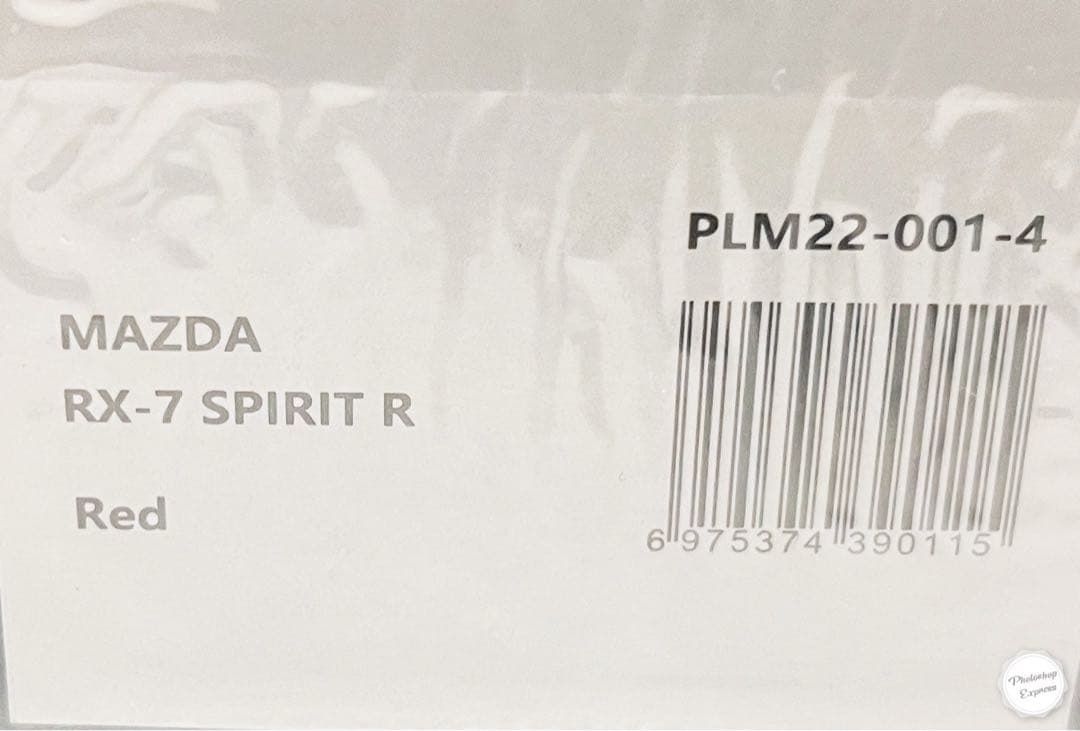 PLM22-001-4
MAZDA
RX-7 SPIRIT R
Red
6 975374 390115
Photoshop
Express